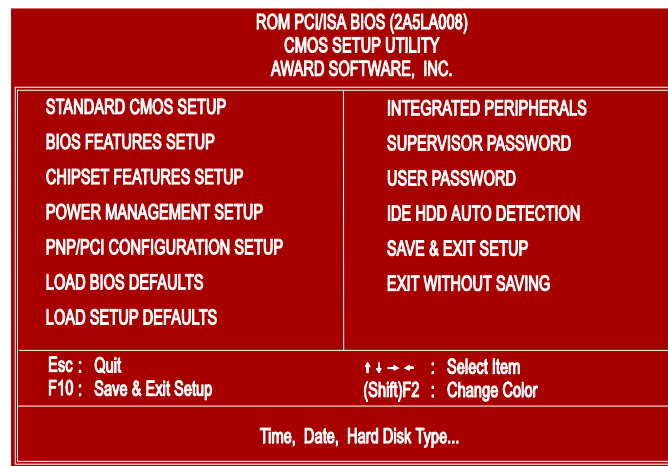 ROM PCI/ISA BIOS (2A5LA008)
CMOS SETUP UTILITY
AWARD SOFTWARE, INC.
STANDARD CMOS SETUP
BIOS FEATURES SETUP
CHIPSET FEATURES SETUP
POWER MANAGEMENT SETUP
PNP/PCI CONFIGURATION SETUP
LOAD BIOS DEFAULTS
LOAD SETUP DEFAULTS
INTEGRATED PERIPHERALS
SUPERVISOR PASSWORD
USER PASSWORD
IDE HDD AUTO DETECTION
SAVE & EXIT SETUP
EXIT WITHOUT SAVING
Esc : Quit
F10 : Save & Exit Setup
↑ ↓ → ← : Select Item
(Shift)F2 : Change Color
Time, Date, Hard Disk Type...